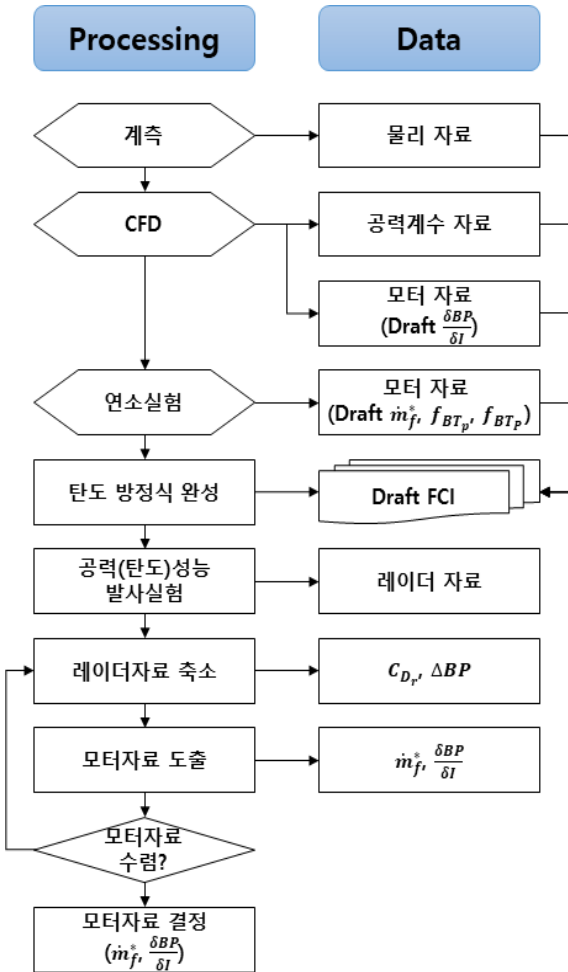 Processing
Data
계측
물리 자료
CFD
공력계수 자료
모터 자료
(Draft δBP/δI)
연소실험
모터 자료
(Draft ṁ*f, fBTp, fBTP)
탄도 방정식 완성
Draft FCI
공력(탄도)성능
발사실험
레이더 자료
레이더자료 축소
CDr, ΔBP
모터자료 도출
ṁ*f, δBP/δI
모터자료
수렴?
모터자료 결정
(ṁ*f, δBP/δI)